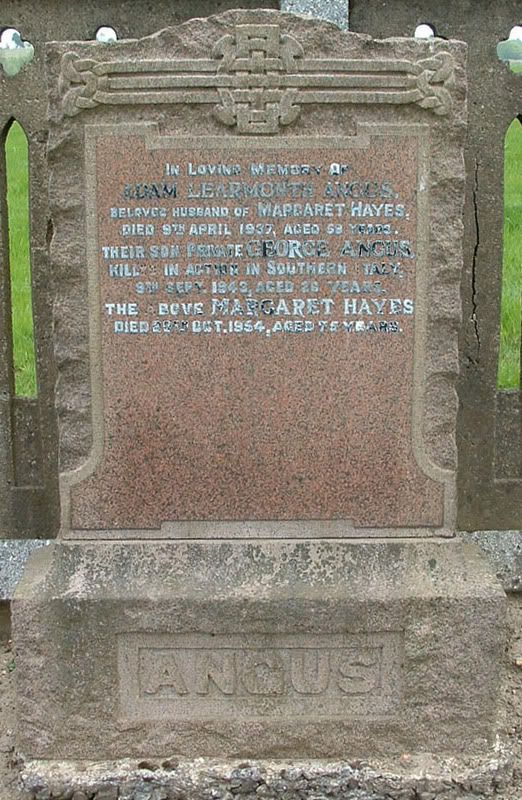 IN LOVING MEMORY OF
ADAM LEARMONTH ANGUS,
BELOVED HUSBAND OF MARGARET HAYES,
DIED 9TH APRIL 1937, AGED 59 YEARS.
THEIR SON PRIVATE GEORGE ANGUS,
KILLED IN ACTION IN SOUTHERN ITALY,
9TH SEPT. 1943, AGED 26 YEARS.
THE ABOVE MARGARET HAYES
DIED OCT. 1954, AGED 75 YEARS.
ANGUS